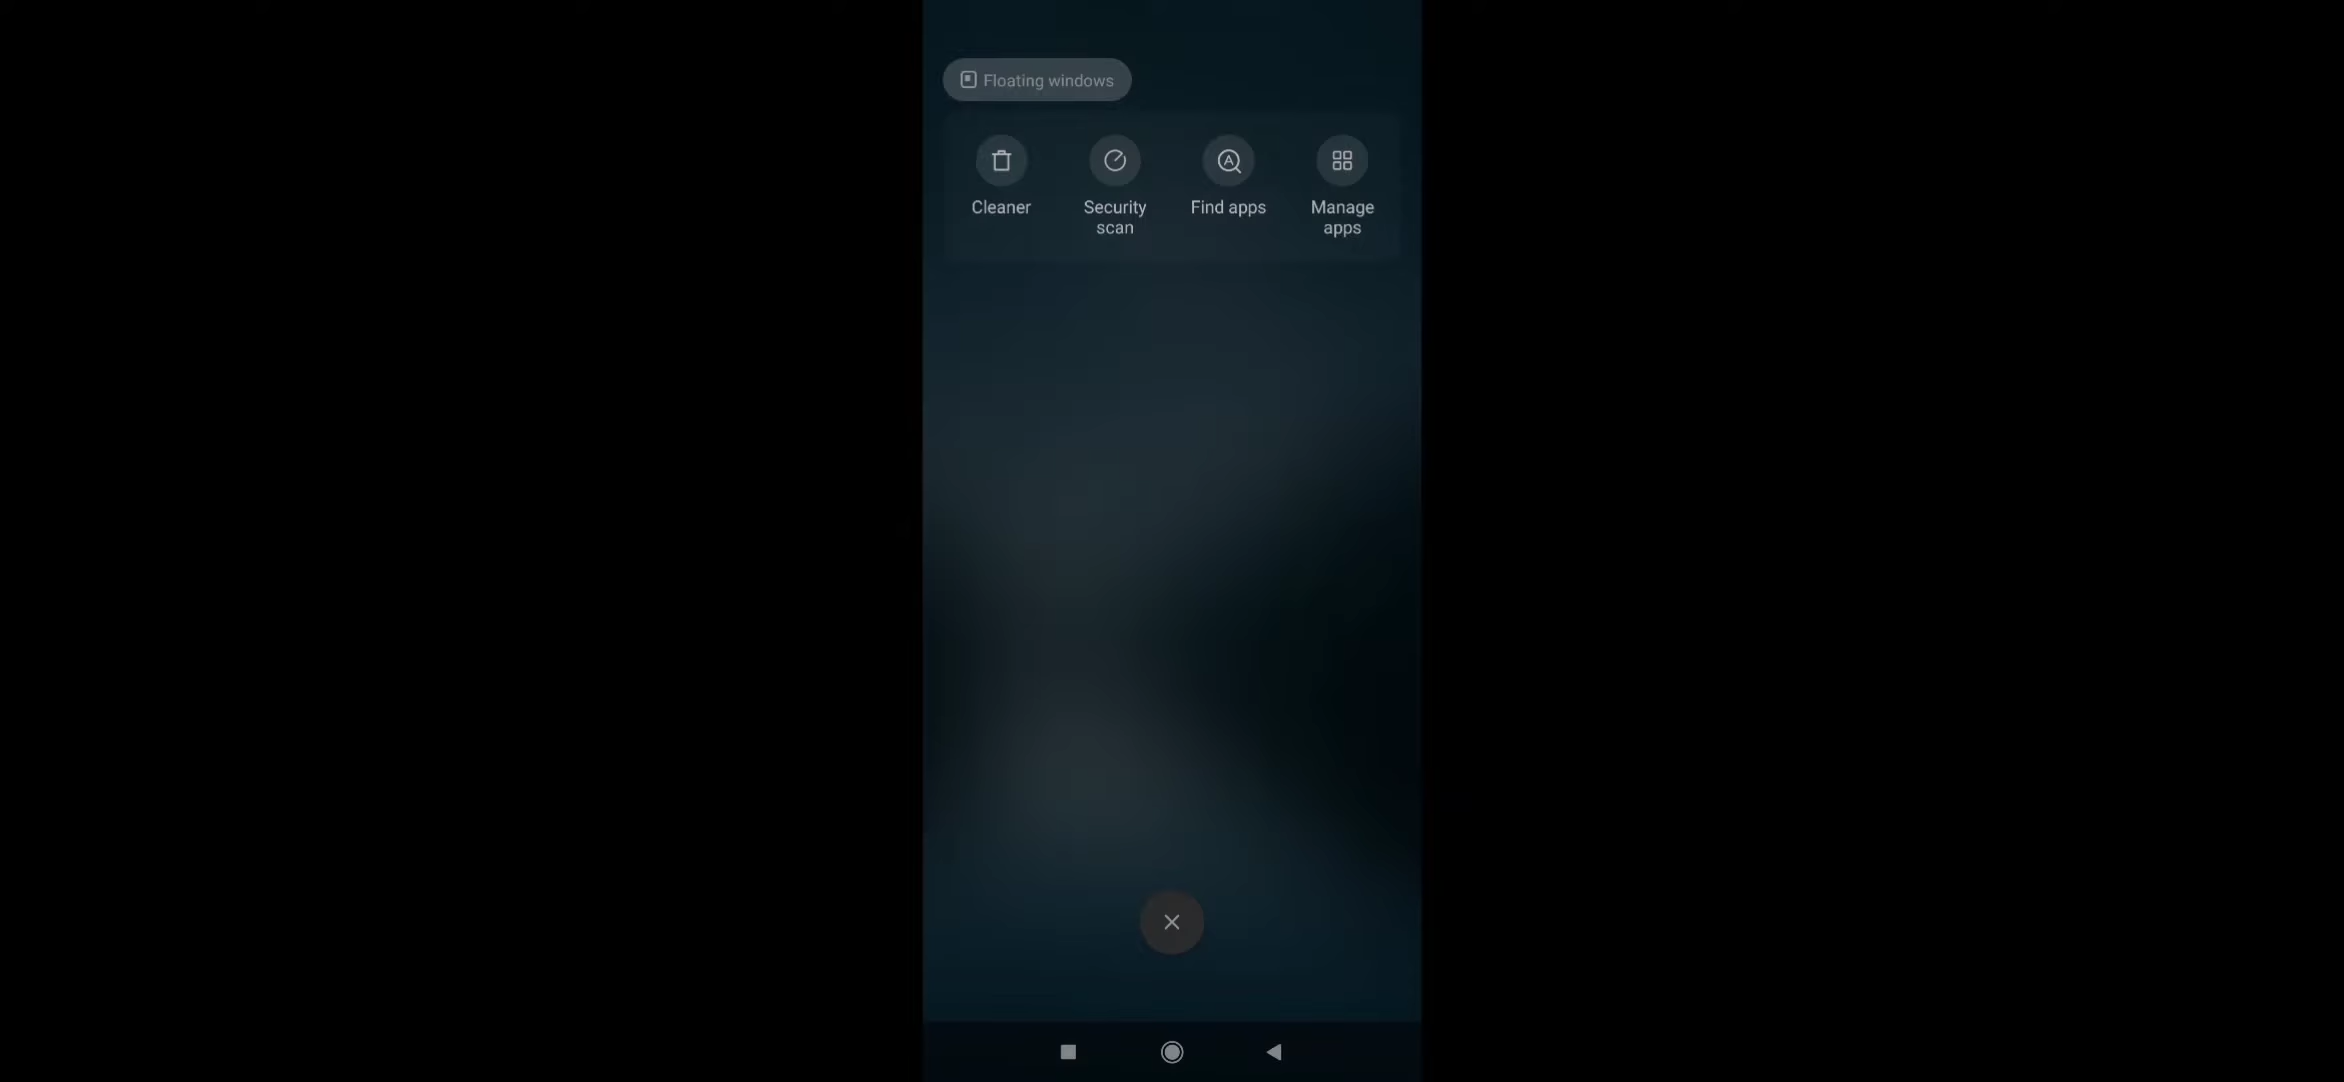 Floating windows
Cleaner
Security
scan
Find apps
Manage
apps